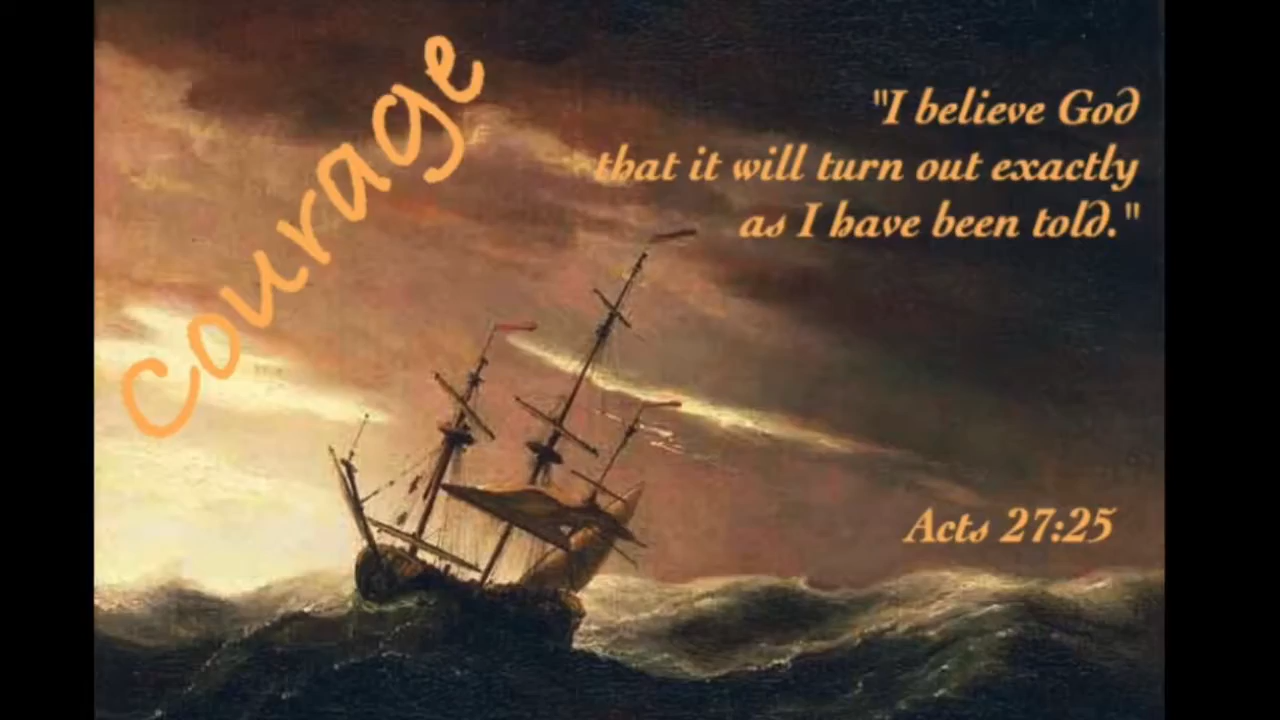 Courage
"I believe God
that it will turn out exactly
as I have been told."
Acts 27:25